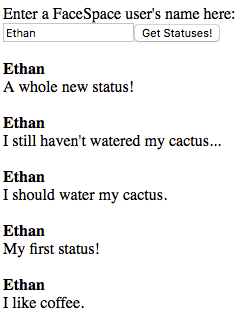 Enter a FaceSpace user's name here:
Ethan Get Statuses!
Ethan
A whole new status!
Ethan
I still haven't watered my cactus...
Ethan
I should water my cactus.
Ethan
My first status!
Ethan
I like coffee.